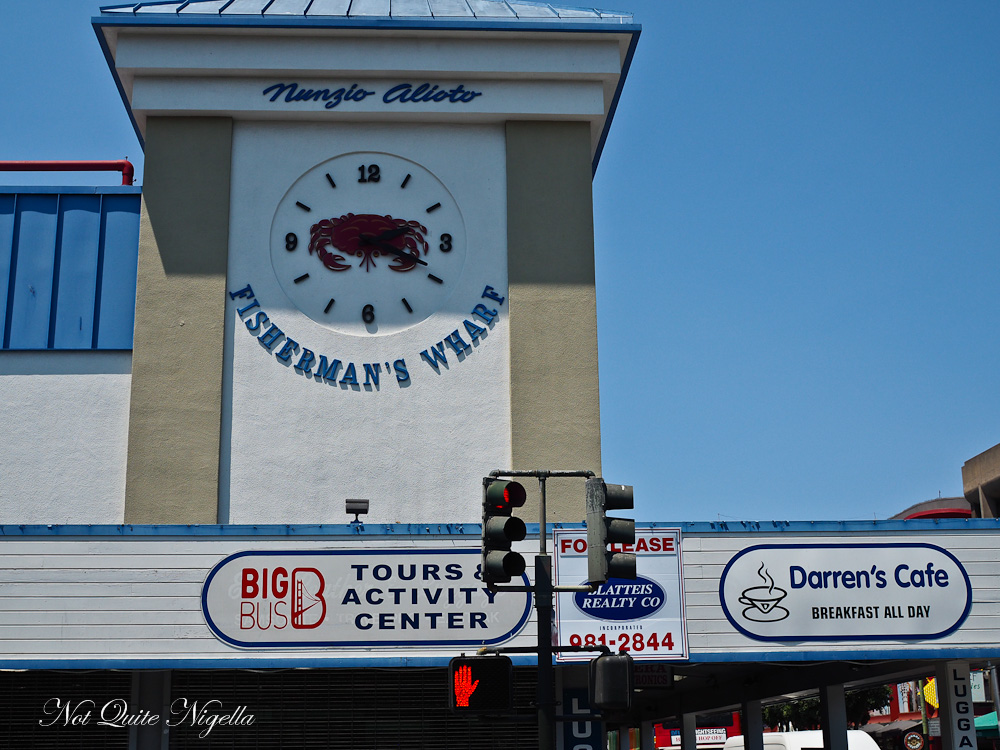 Nunzio Alioto
12
9
3
6
FISHERMAN'S WHARF
BIG BUS
TOURS &
ACTIVITY
CENTER
FOR LEASE
BLATTEIS
REALTY CO
INCORPORATED
981-2844
Darren's Cafe
BREAKFAST ALL DAY
Not Quite Nigella